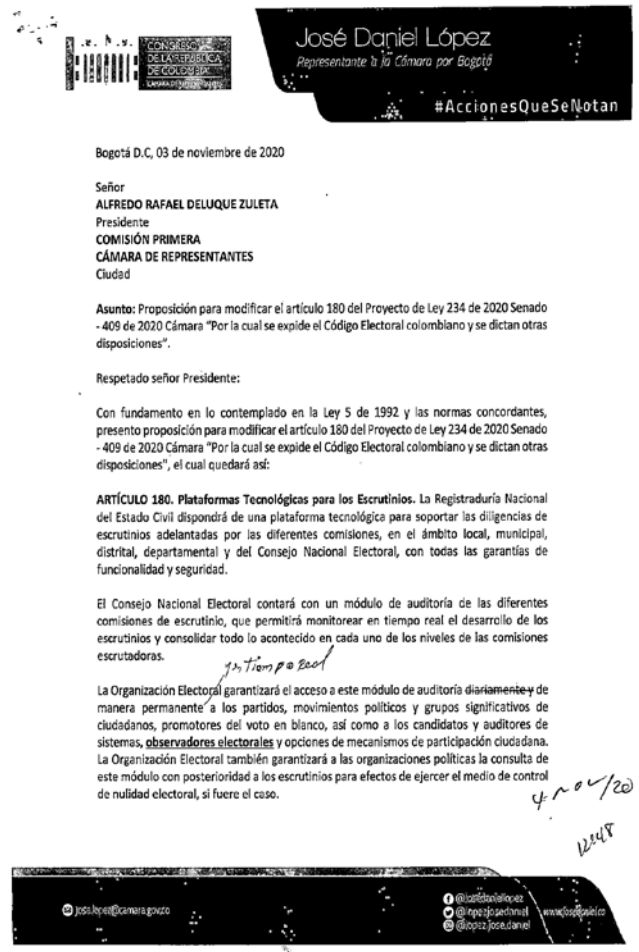 CONGRESO
DE LA REPÚBLICA
DE COLOMBIA
CÁMARA DE REPRESENTANTES
José Daniel López
Representante a la Cámara por Bogotá
#AccionesQueSeNotan
Bogotá D.C, 03 de noviembre de 2020
Señor
ALFREDO RAFAEL DELUQUE ZULETA
Presidente
COMISIÓN PRIMERA
CÁMARA DE REPRESENTANTES
Ciudad
Asunto: Proposición para modificar el artículo 180 del Proyecto de Ley 234 de 2020 Senado
- 409 de 2020 Cámara "Por la cual se expide el Código Electoral colombiano y se dictan otras
disposiciones".
Respetado señor Presidente:
Con fundamento en lo contemplado en la Ley 5 de 1992 y las normas concordantes,
presento proposición para modificar el artículo 180 del Proyecto de Ley 234 de 2020 Senado
- 409 de 2020 Cámara "Por la cual se expide el Código Electoral colombiano y se dictan otras
disposiciones", el cual quedará así:
ARTÍCULO 180. Plataformas Tecnológicas para los Escrutinios. La Registraduría Nacional
del Estado Civil dispondrá de una plataforma tecnológica para soportar las diligencias de
escrutinios adelantadas por las diferentes comisiones, en el ámbito local, municipal,
distrital, departamental y del Consejo Nacional Electoral, con todas las garantías de
funcionalidad y seguridad.
El Consejo Nacional Electoral contará con un módulo de auditoría de las diferentes
comisiones de escrutinio, que permitirá monitorear en tiempo real el desarrollo de los
escrutinios y consolidar todo lo acontecido en cada uno de los niveles de las comisiones
escrutadoras.
tiempo real
La Organización Electoral garantizará el acceso a este módulo de auditoría diariamente y de
manera permanente a los partidos, movimientos políticos y grupos significativos de
ciudadanos, promotores del voto en blanco, así como a los candidatos y auditores de
sistemas, observadores electorales y opciones de mecanismos de participación ciudadana.
La Organización Electoral también garantizará a las organizaciones políticas la consulta de
este módulo con posterioridad a los escrutinios para efectos de ejercer el medio de control
de nulidad electoral, si fuere el caso.
4 nov/20
12:48
jose.lopez@camara.gov.co
@josedaniellopez
@lopezjosedaniel
www.josedaniel.co
@lopez.jose.daniel